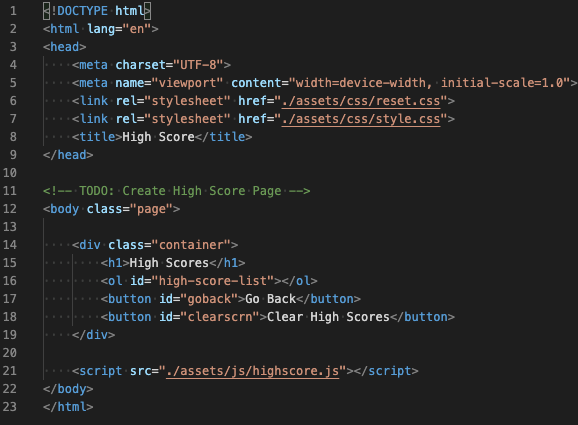 1 <!DOCTYPE html>
2 <html lang="en">
3 <head>
4     <meta charset="UTF-8">
5     <meta name="viewport" content="width=device-width, initial-scale=1.0">
6     <link rel="stylesheet" href="./assets/css/reset.css">
7     <link rel="stylesheet" href="./assets/css/style.css">
8     <title>High Score</title>
9 </head>
10
11 <!-- TODO: Create High Score Page -->
12 <body class="page">
13
14     <div class="container">
15         <h1>High Scores</h1>
16         <ol id="high-score-list"></ol>
17         <button id="goback">Go Back</button>
18         <button id="clearscrn">Clear High Scores</button>
19     </div>
20
21     <script src="./assets/js/highscore.js"></script>
22 </body>
23 </html>